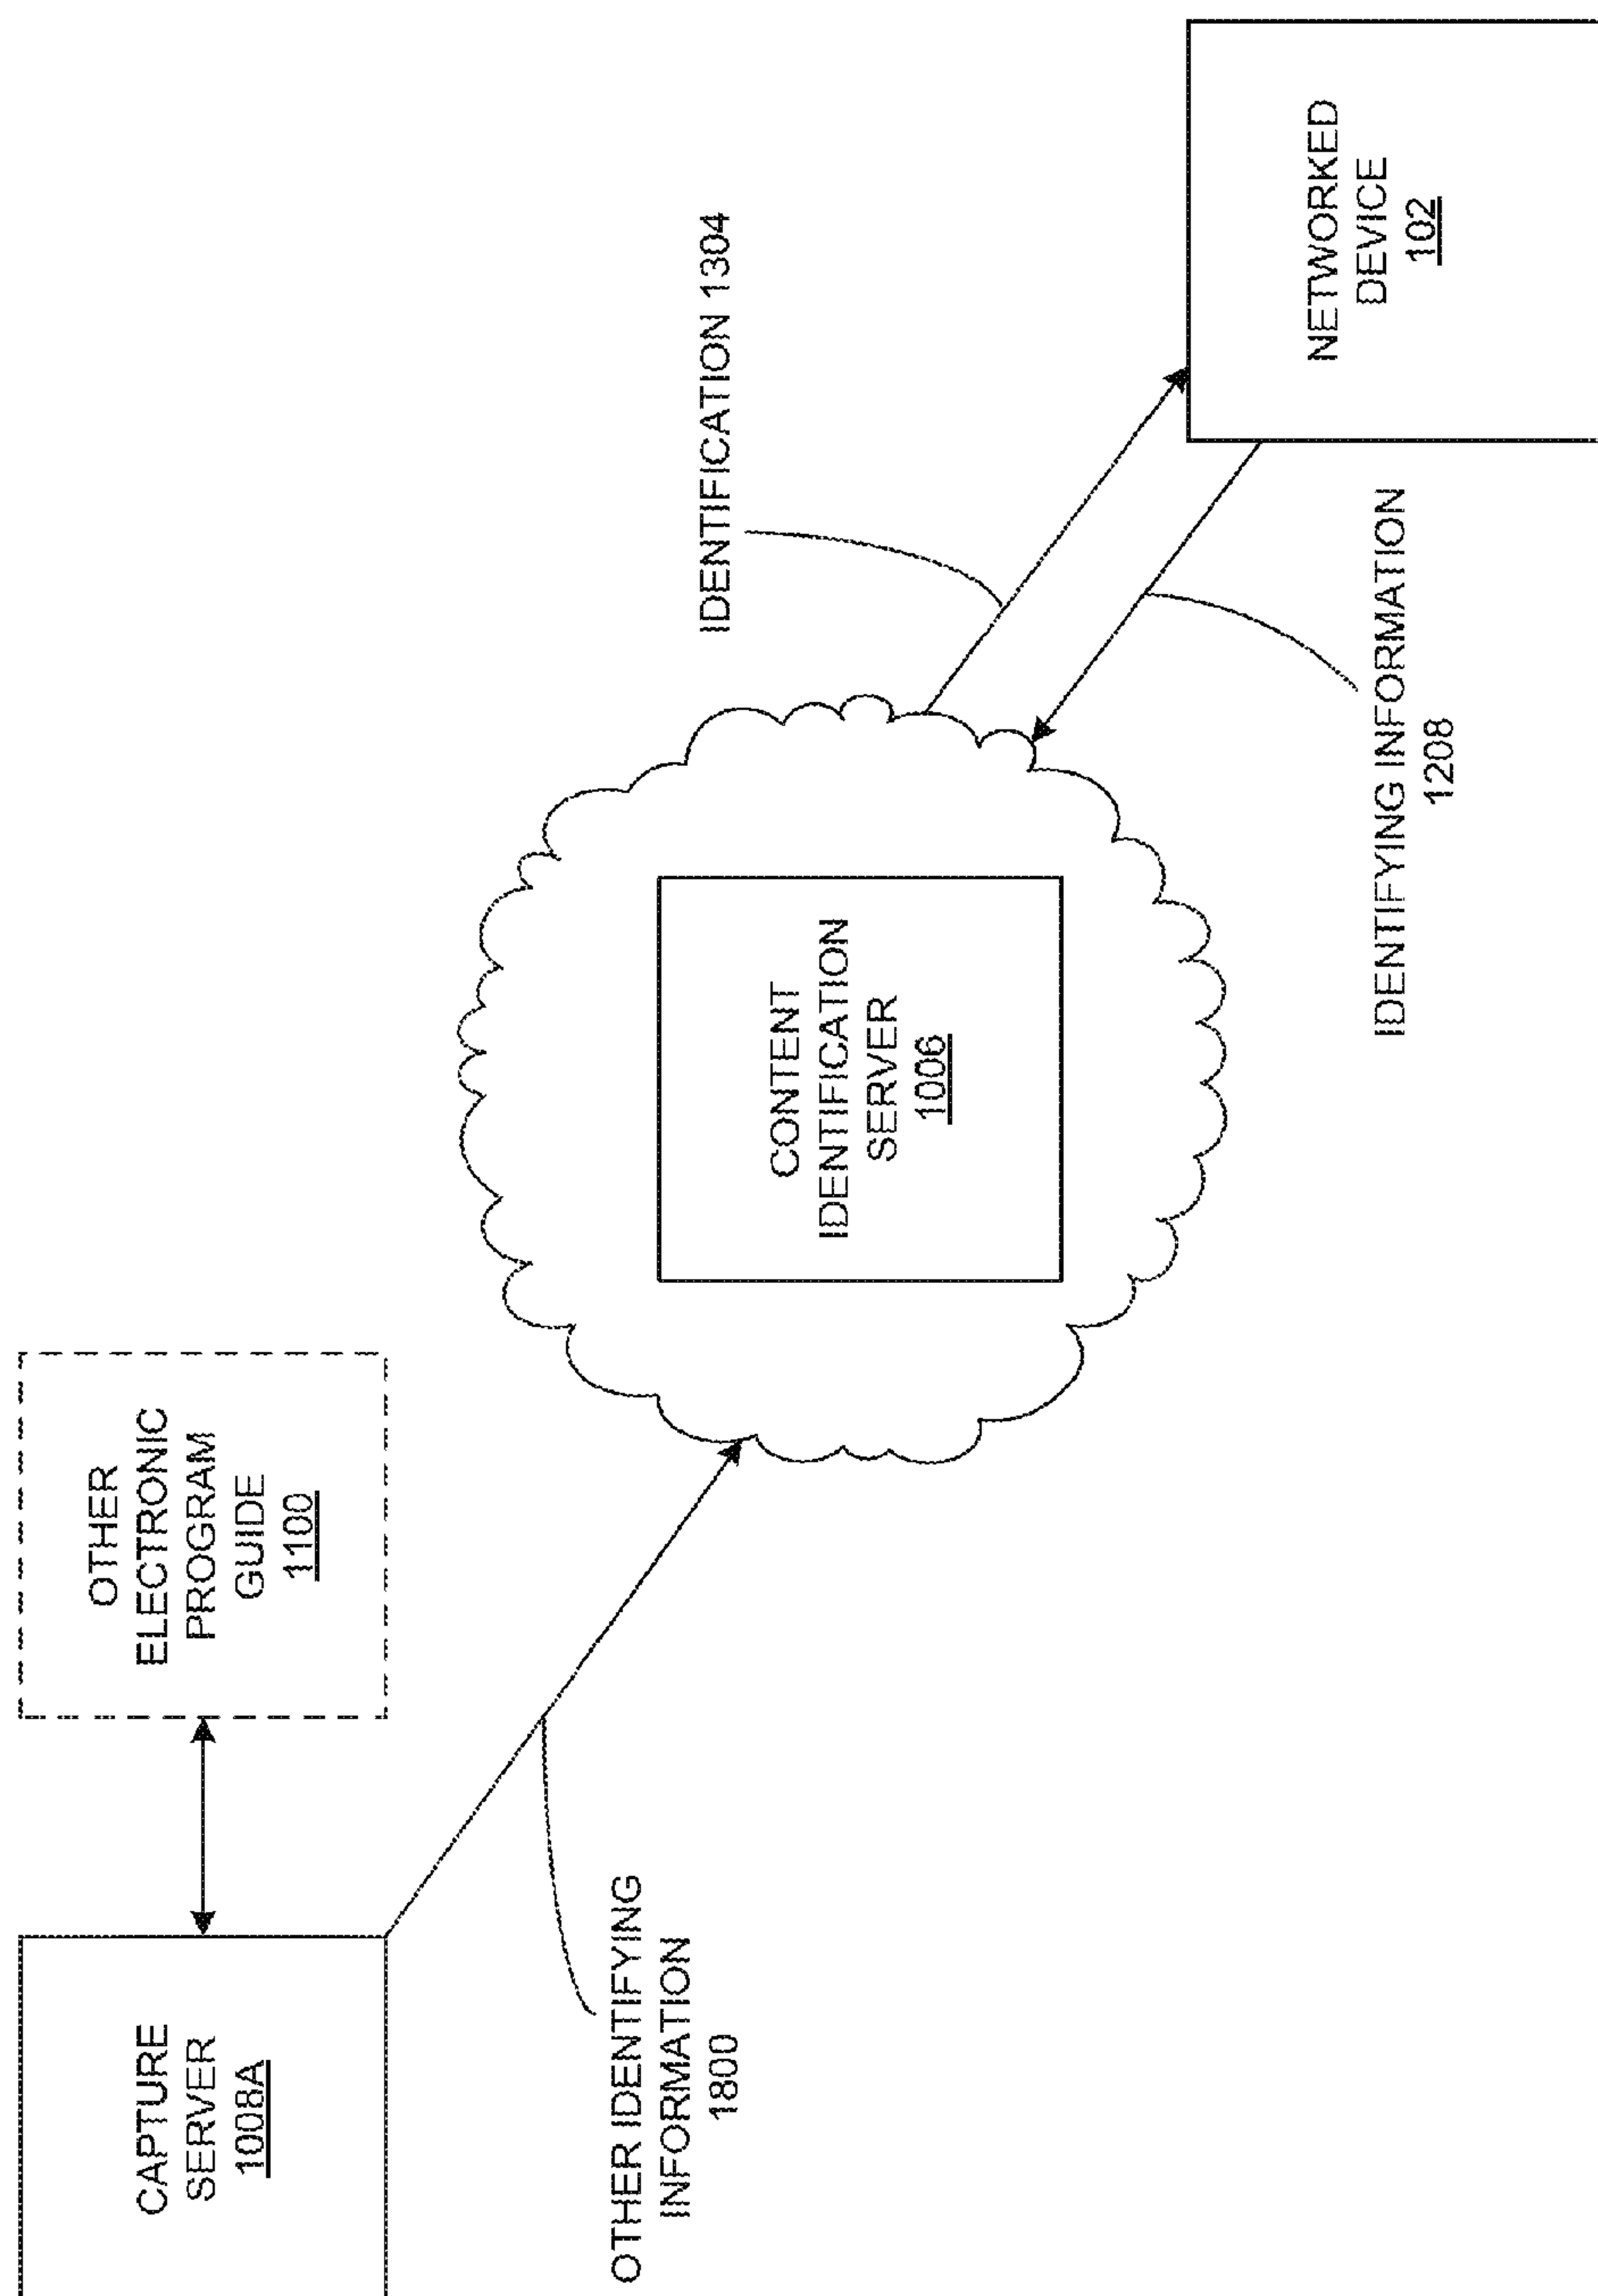 CAPTURE
SERVER
1008A
OTHER
ELECTRONIC
PROGRAM
GUIDE
1100
OTHER IDENTIFYING
INFORMATION
1800
CONTENT
IDENTIFICATION
SERVER
1006
IDENTIFICATION 1304
IDENTIFYING INFORMATION
1208
NETWORKED
DEVICE
102